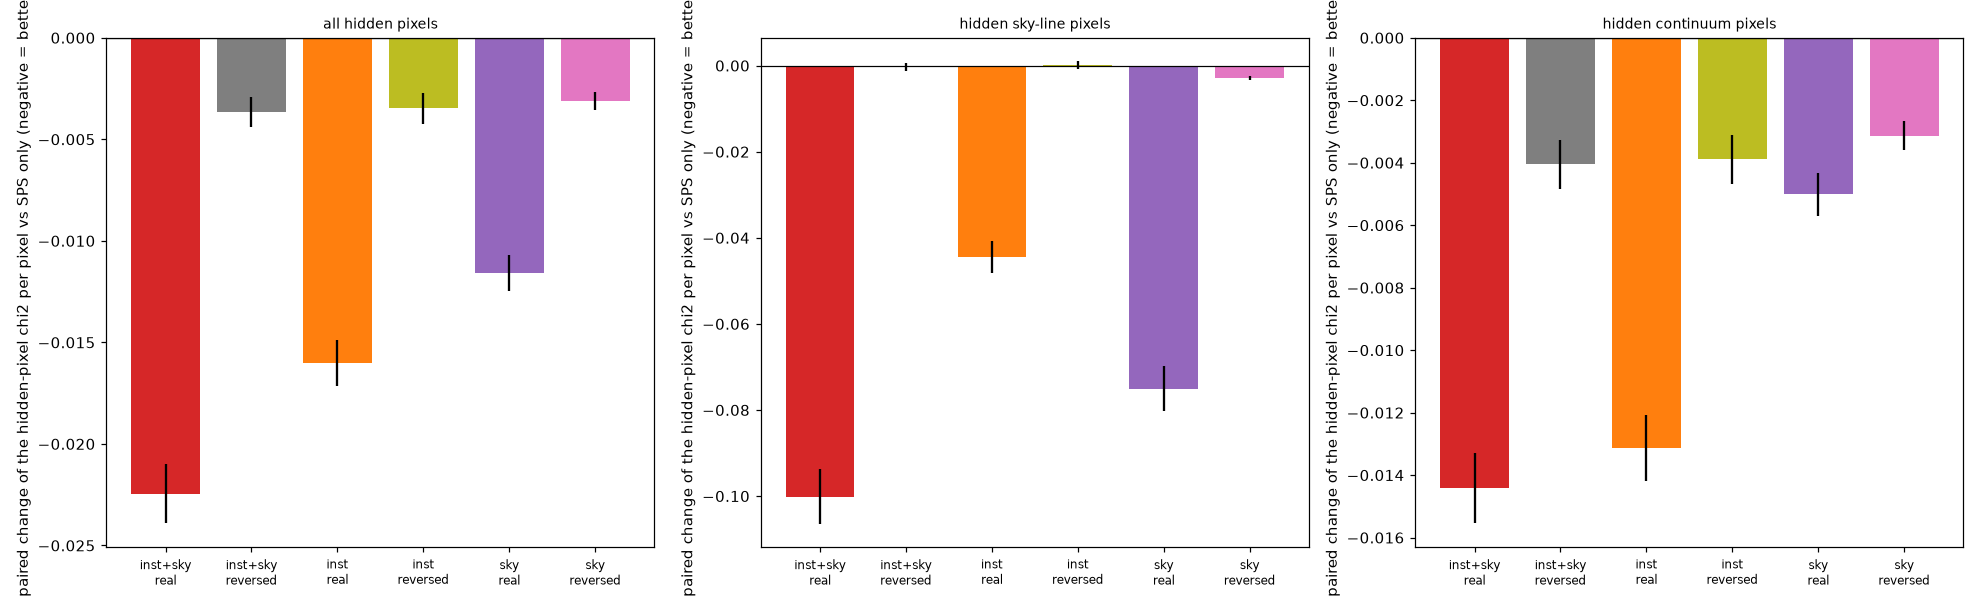 all hidden pixels
paired change of the hidden-pixel chi2 per pixel vs SPS only (negative = bette
0.000
−0.005
−0.010
−0.015
−0.020
−0.025
inst+sky
real
inst+sky
reversed
inst
real
inst
reversed
sky
real
sky
reversed
hidden sky-line pixels
paired change of the hidden-pixel chi2 per pixel vs SPS only (negative = bette
0.00
−0.02
−0.04
−0.06
−0.08
−0.10
inst+sky
real
inst+sky
reversed
inst
real
inst
reversed
sky
real
sky
reversed
hidden continuum pixels
paired change of the hidden-pixel chi2 per pixel vs SPS only (negative = bette
0.000
−0.002
−0.004
−0.006
−0.008
−0.010
−0.012
−0.014
−0.016
inst+sky
real
inst+sky
reversed
inst
real
inst
reversed
sky
real
sky
reversed